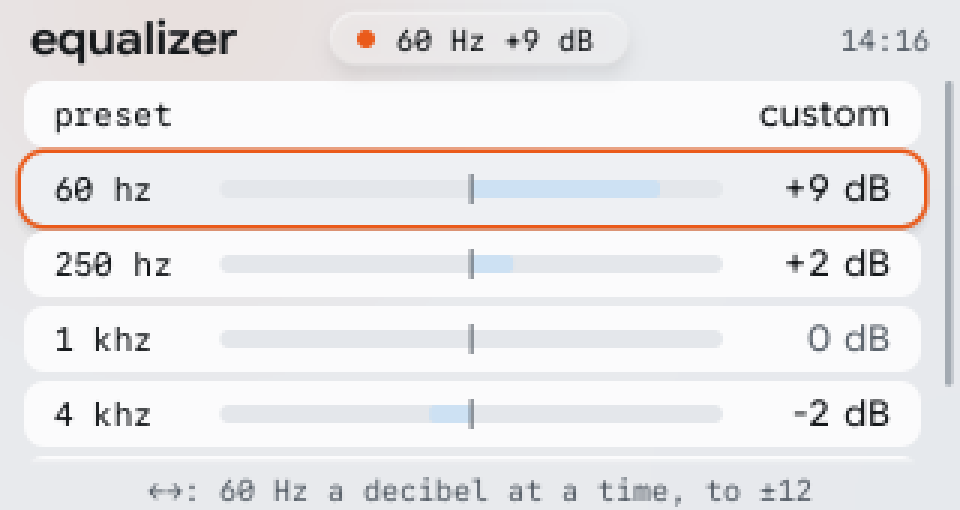 equalizer
60 Hz +9 dB
14:16
preset custom
60 hz +9 dB
250 hz +2 dB
1 khz 0 dB
4 khz -2 dB
↔: 60 Hz a decibel at a time, to ±12